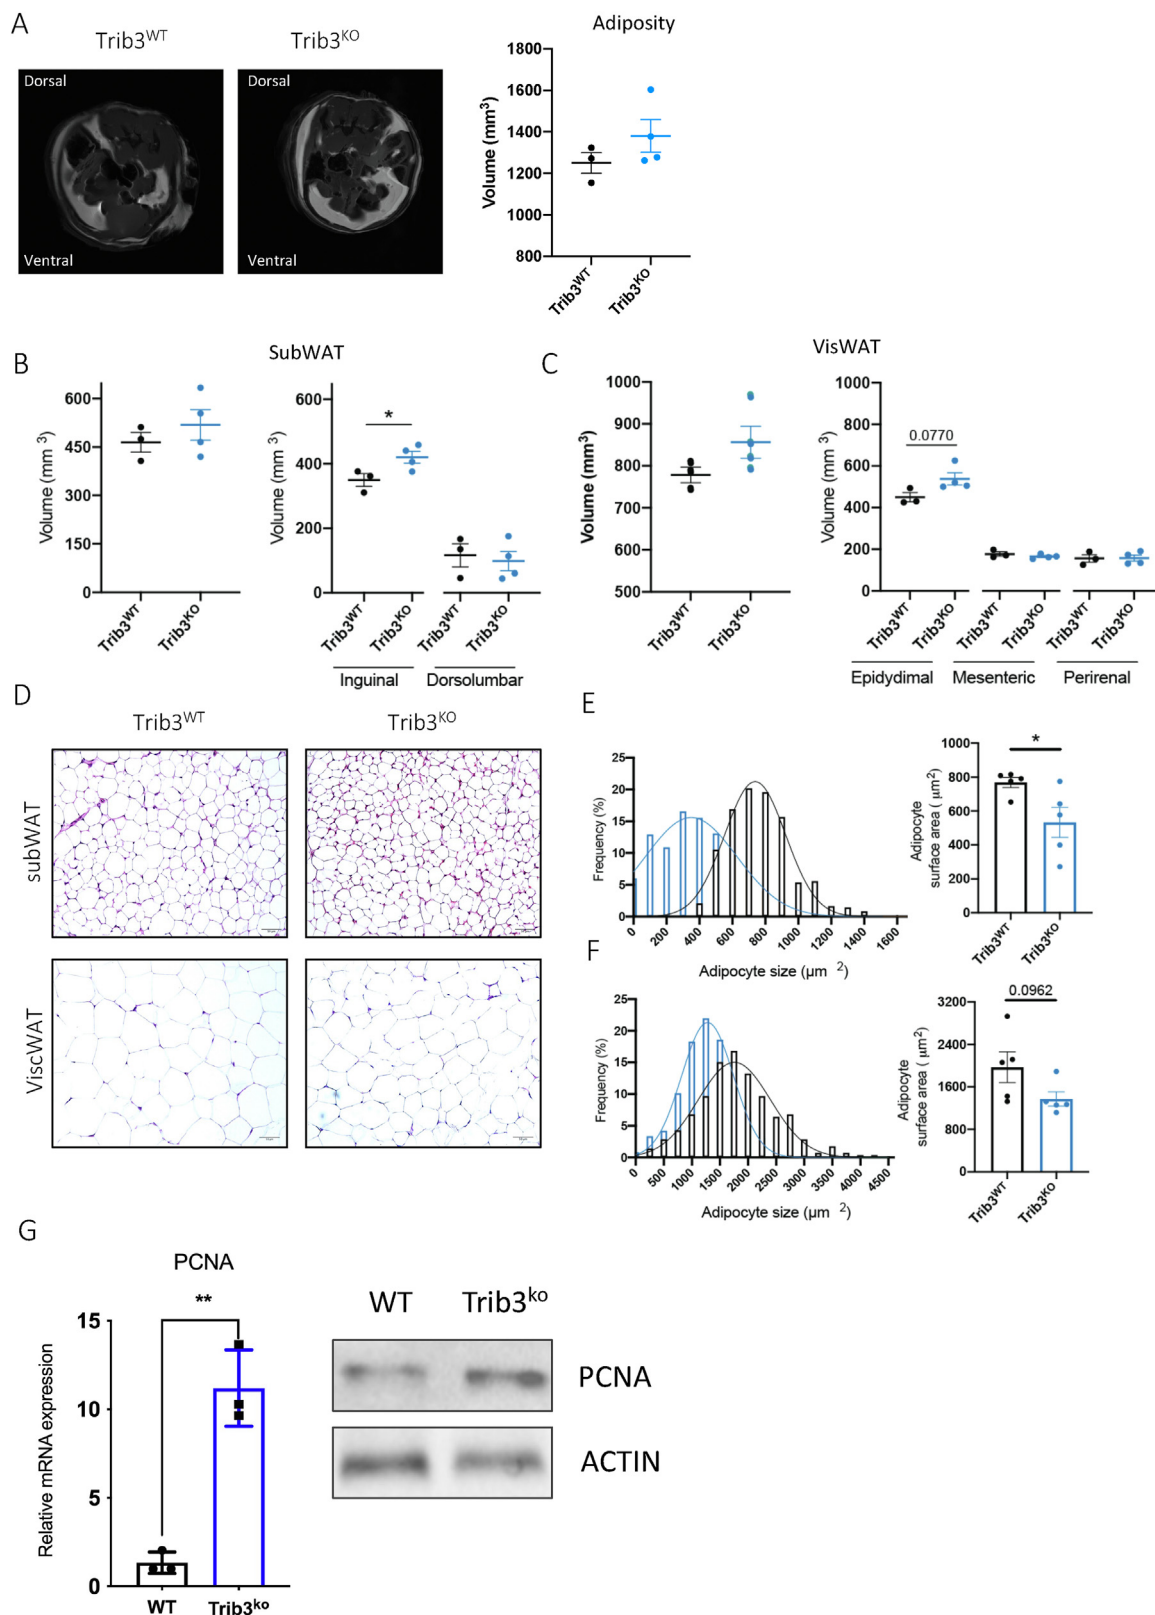 A
Trib3WT
Trib3KO
Dorsal
Ventral
Dorsal
Ventral
Adiposity
Volume (mm3)
1800
1600
1400
1200
1000
800
Trib3WT
Trib3KO
B
SubWAT
Volume (mm 3)
600
450
300
150
0
Trib3WT
Trib3KO
Volume (mm 3)
600
400
200
0
Trib3WT
Trib3KO
Trib3WT
Trib3KO
*
Inguinal
Dorsolumbar
C
VisWAT
Volume (mm3)
1000
900
800
700
600
500
Trib3WT
Trib3KO
Volume (mm 3)
1000
800
600
400
200
0
0.0770
Trib3WT
Trib3KO
Trib3WT
Trib3KO
Trib3WT
Trib3KO
Epidydimal
Mesenteric
Perirenal
D
Trib3WT
Trib3KO
subWAT
ViscWAT
E
Frequency (%)
25
20
15
10
5
0
0
200
400
600
800
1000
1200
1400
1600
Adipocyte size (µm 2)
Adipocyte
surface area ( µm2)
1000
800
600
400
200
0
*
Trib3WT
Trib3KO
F
Frequency (%)
25
20
15
10
5
0
0
500
1000
1500
2000
2500
3000
3500
4000
4500
Adipocyte size (µm 2)
Adipocyte
surface area ( µm2)
3200
2400
1600
800
0
0.0962
Trib3WT
Trib3KO
G
PCNA
**
Relative mRNA expression
15
10
5
0
WT
Trib3ko
WT
Trib3ko
PCNA
ACTIN